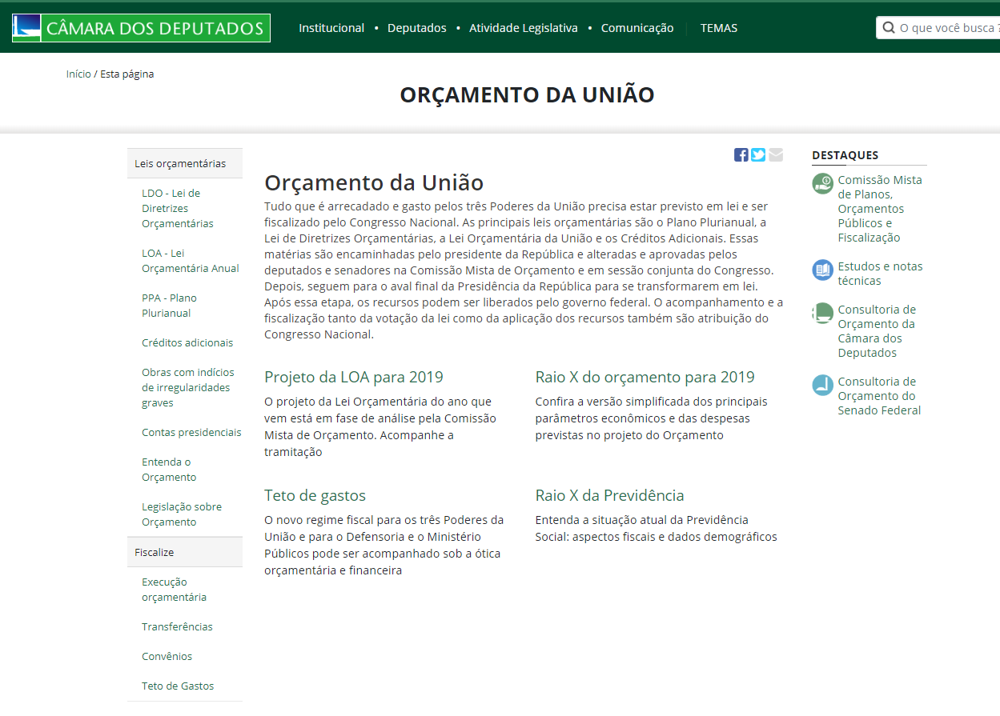 CÂMARA DOS DEPUTADOS
Institucional • Deputados • Atividade Legislativa • Comunicação TEMAS
O que você busca ?
Início / Esta página
ORÇAMENTO DA UNIÃO
Leis orçamentárias
LDO - Lei de
Diretrizes
Orçamentárias
LOA - Lei
Orçamentária Anual
PPA - Plano
Plurianual
Créditos adicionais
Obras com indícios
de irregularidades
graves
Contas presidenciais
Entenda o
Orçamento
Legislação sobre
Orçamento
Fiscalize
Execução
orçamentária
Transferências
Convênios
Teto de Gastos
Orçamento da União
Tudo que é arrecadado e gasto pelos três Poderes da União precisa estar previsto em lei e ser
fiscalizado pelo Congresso Nacional. As principais leis orçamentárias são o Plano Plurianual, a
Lei de Diretrizes Orçamentárias, a Lei Orçamentária da União e os Créditos Adicionais. Essas
matérias são encaminhadas pelo presidente da República e alteradas e aprovadas pelos
deputados e senadores na Comissão Mista de Orçamento e em sessão conjunta do Congresso.
Depois, seguem para o aval final da Presidência da República para se transformarem em lei.
Após essa etapa, os recursos podem ser liberados pelo governo federal. O acompanhamento e a
fiscalização tanto da votação da lei como da aplicação dos recursos também são atribuição do
Congresso Nacional.
Projeto da LOA para 2019
O projeto da Lei Orçamentária do ano que
vem está em fase de análise pela Comissão
Mista de Orçamento. Acompanhe a
tramitação
Raio X do orçamento para 2019
Confira a versão simplificada dos principais
parâmetros econômicos e das despesas
previstas no projeto do Orçamento
Teto de gastos
O novo regime fiscal para os três Poderes da
União e para o Defensoria e o Ministério
Públicos pode ser acompanhado sob a ótica
orçamentária e financeira
Raio X da Previdência
Entenda a situação atual da Previdência
Social: aspectos fiscais e dados demográficos
DESTAQUES
Comissão Mista
de Planos,
Orçamentos
Públicos e
Fiscalização
Estudos e notas
técnicas
Consultoria de
Orçamento da
Câmara dos
Deputados
Consultoria de
Orçamento do
Senado Federal